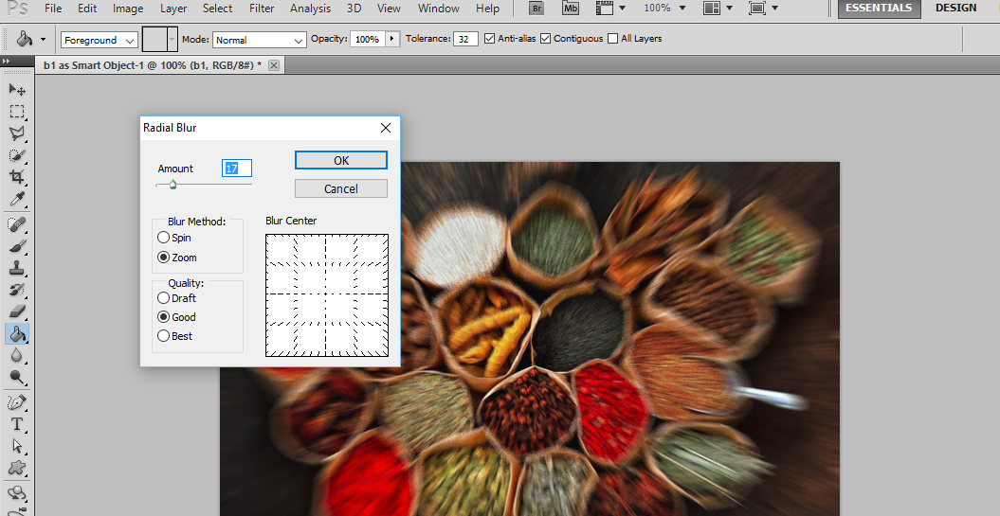 Ps File Edit Image Layer Select Filter Analysis 3D View Window Help Br Mb 100% ESSENTIALS DESIGN
Foreground Mode: Normal Opacity: 100% Tolerance: 32 Anti-alias Contiguous All Layers
b1 as Smart Object-1 @ 100% (b1, RGB/8#) *
Radial Blur
Amount 17 OK
Cancel
Blur Method: Blur Center
Spin
Zoom
Quality:
Draft
Good
Best
T